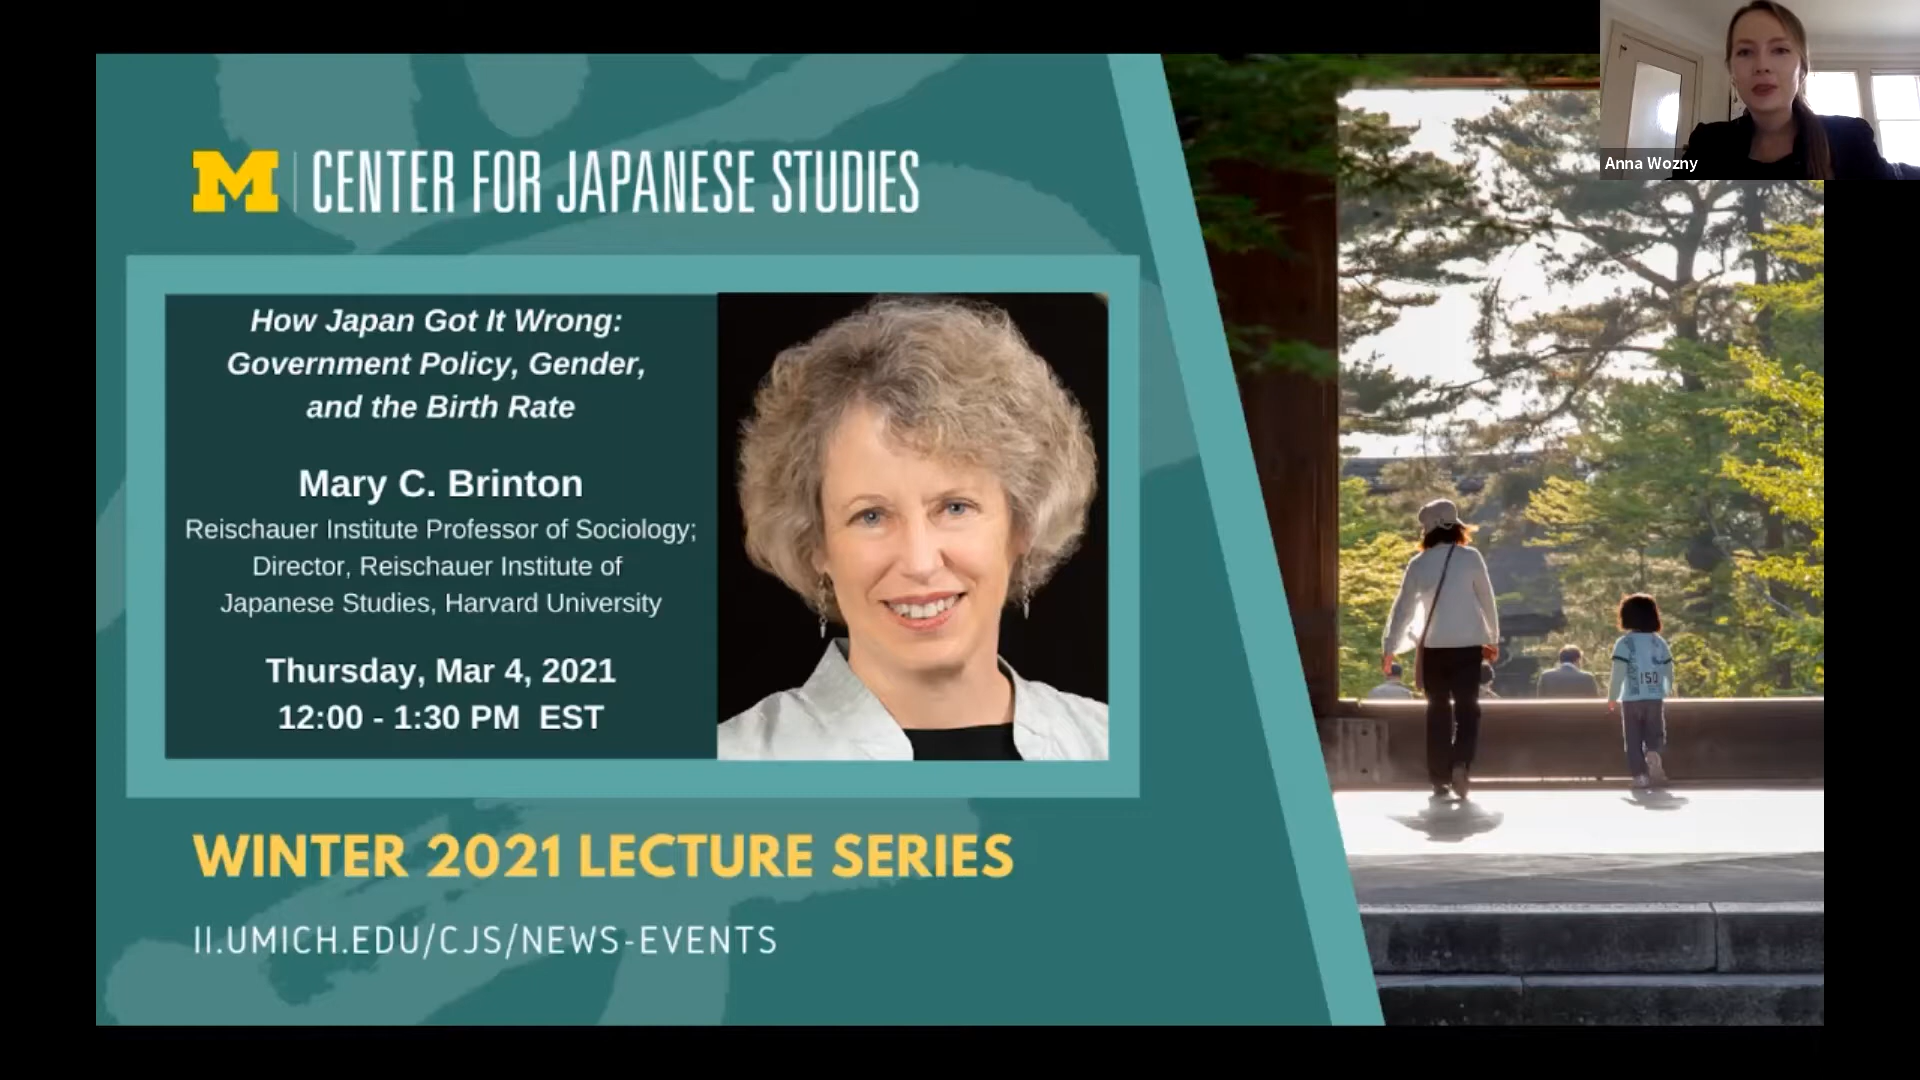 M CENTER FOR JAPANESE STUDIES
How Japan Got It Wrong:
Government Policy, Gender,
and the Birth Rate
Mary C. Brinton
Reischauer Institute Professor of Sociology;
Director, Reischauer Institute of
Japanese Studies, Harvard University
Thursday, Mar 4, 2021
12:00 - 1:30 PM EST
WINTER 2021 LECTURE SERIES
II.UMICH.EDU/CJS/NEWS-EVENTS
Anna Wozny
150